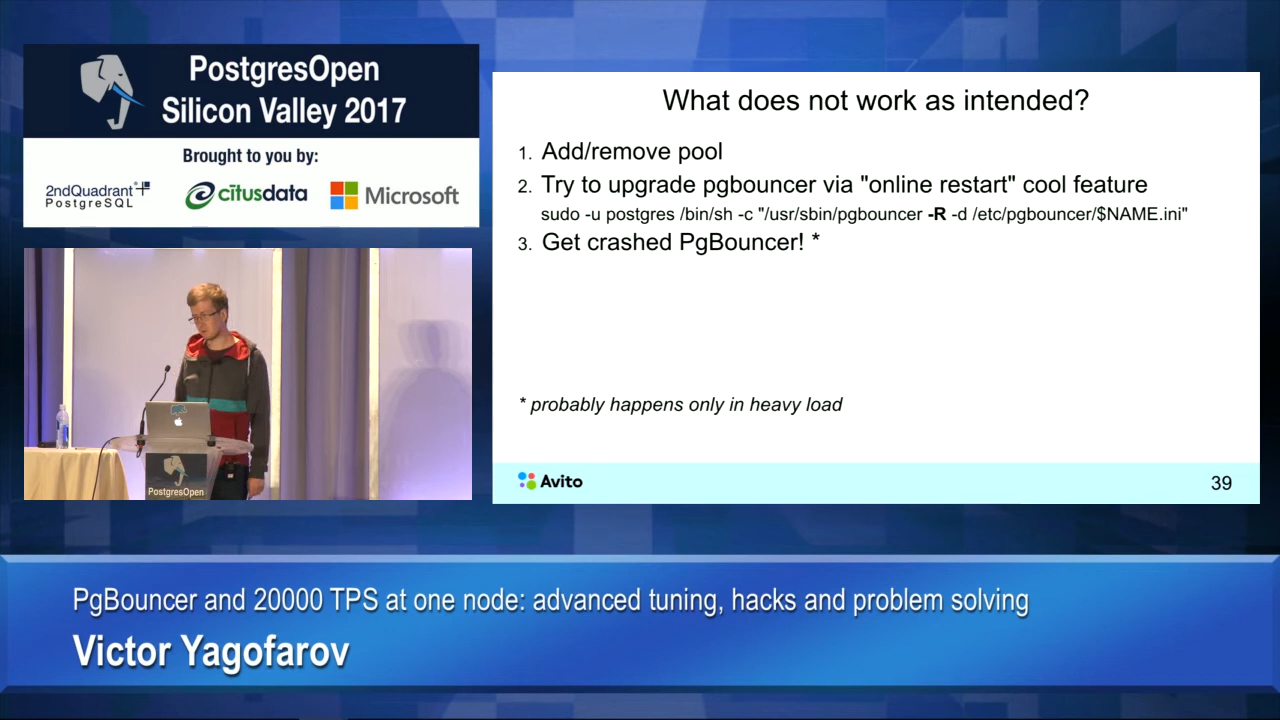 PostgresOpen
Silicon Valley 2017
Brought to you by:
2ndQuadrant
PostgreSQL
citusdata
Microsoft
PostgresOpen
What does not work as intended?
1. Add/remove pool
2. Try to upgrade pgbouncer via "online restart" cool feature
sudo -u postgres /bin/sh -c "/usr/sbin/pgbouncer -R -d /etc/pgbouncer/$NAME.ini"
3. Get crashed PgBouncer! *
* probably happens only in heavy load
Avito
39
PgBouncer and 20000 TPS at one node: advanced tuning, hacks and problem solving
Victor Yagofarov